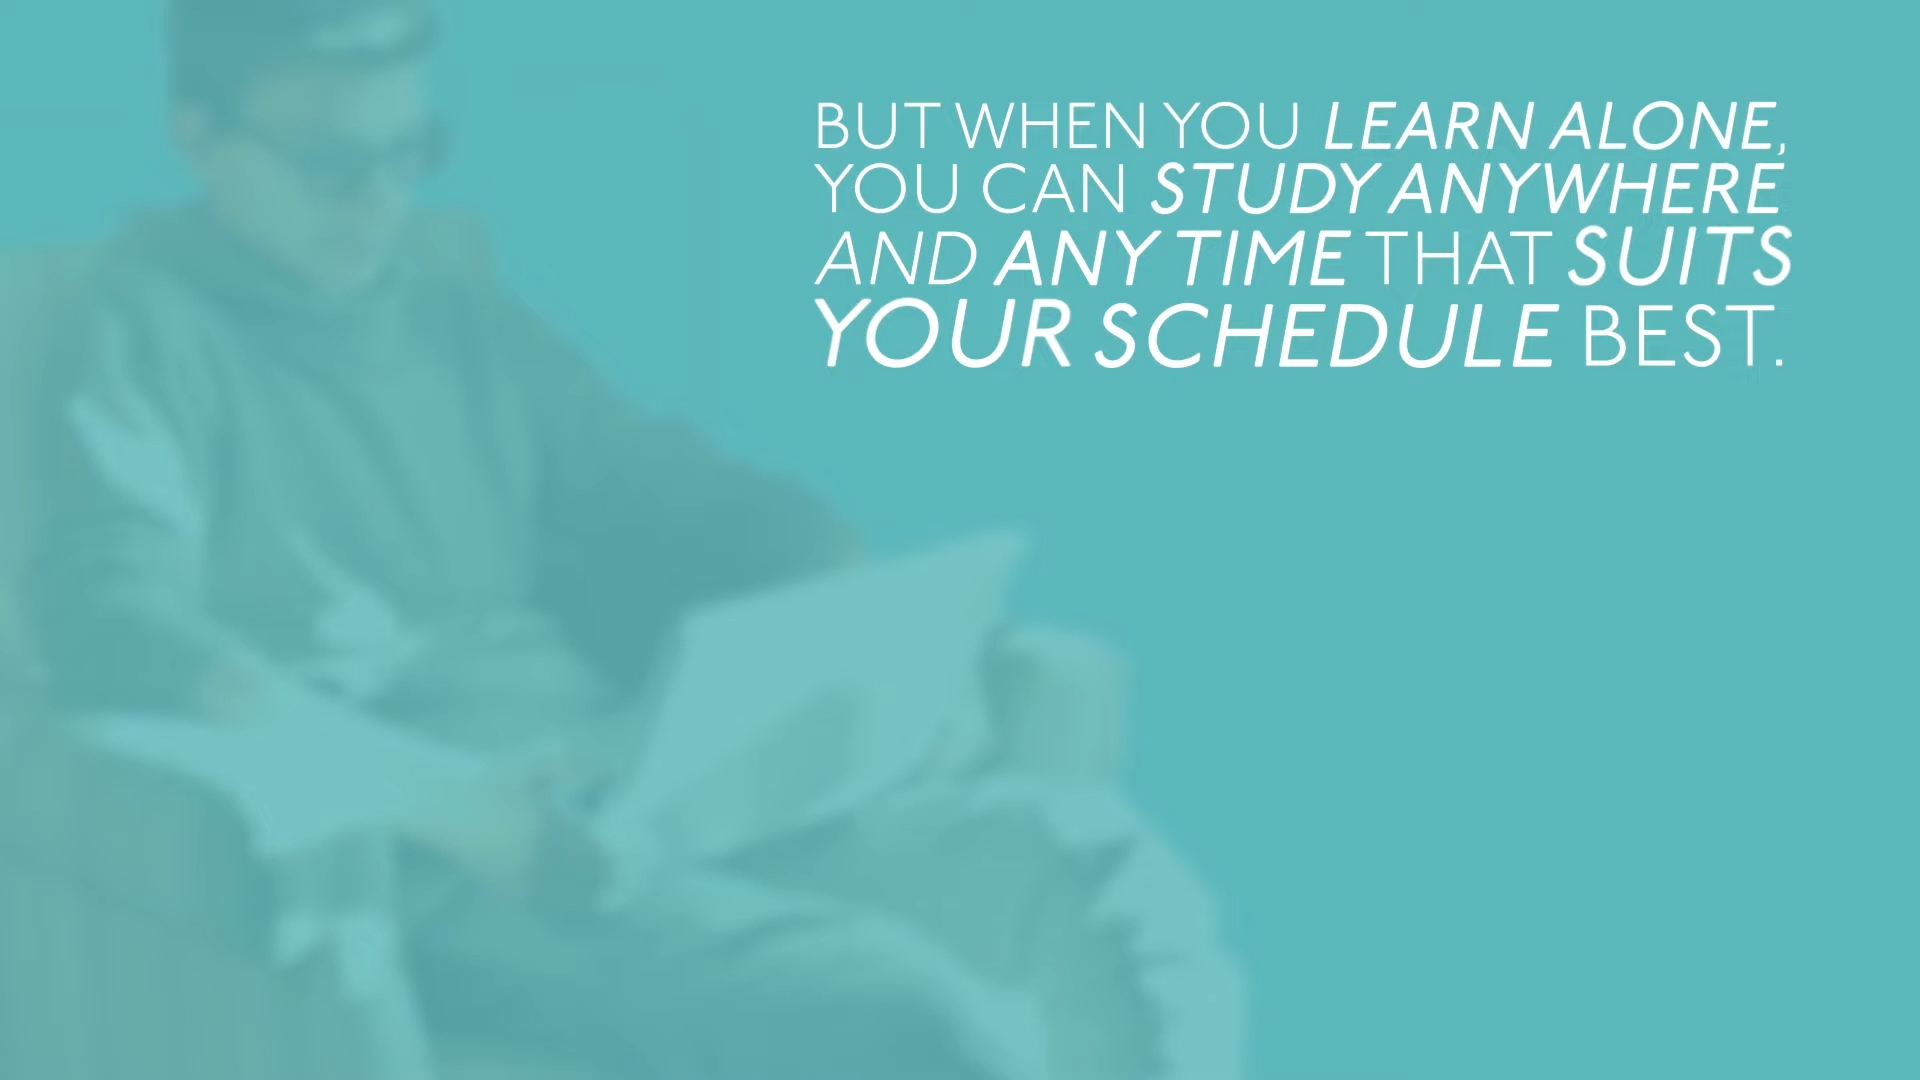 BUT WHEN YOU LEARN ALONE,
YOU CAN STUDY ANYWHERE
AND ANY TIME THAT SUITS
YOUR SCHEDULE BEST.